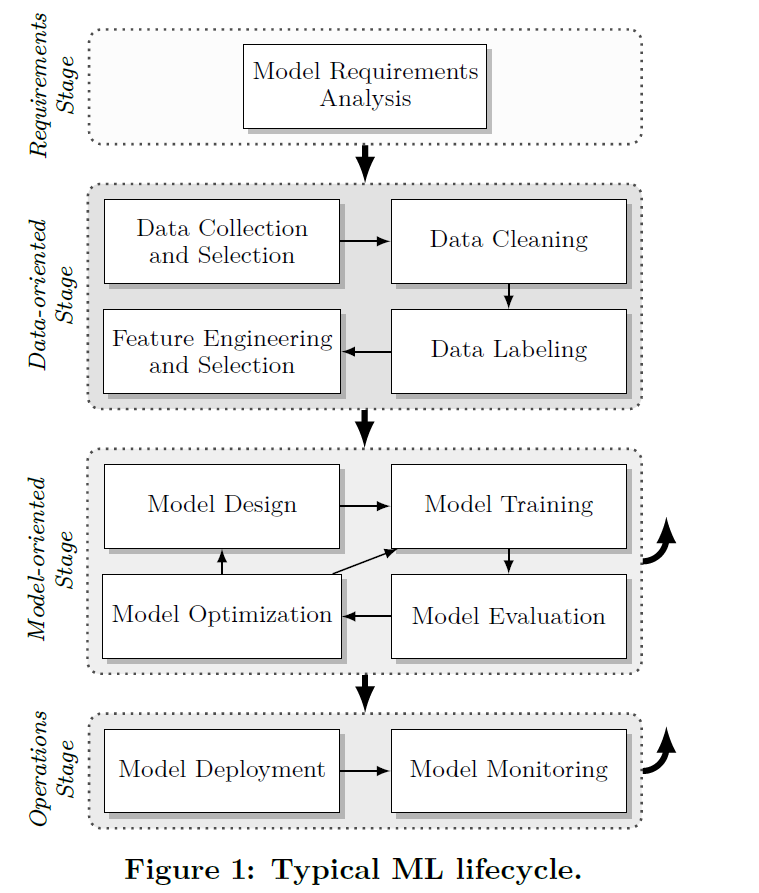 Requirements
Stage
Model Requirements
Analysis
Data-oriented
Stage
Data Collection
and Selection
Data Cleaning
Feature Engineering
and Selection
Data Labeling
Model-oriented
Stage
Model Design
Model Training
Model Optimization
Model Evaluation
Operations
Stage
Model Deployment
Model Monitoring
Figure 1: Typical ML lifecycle.